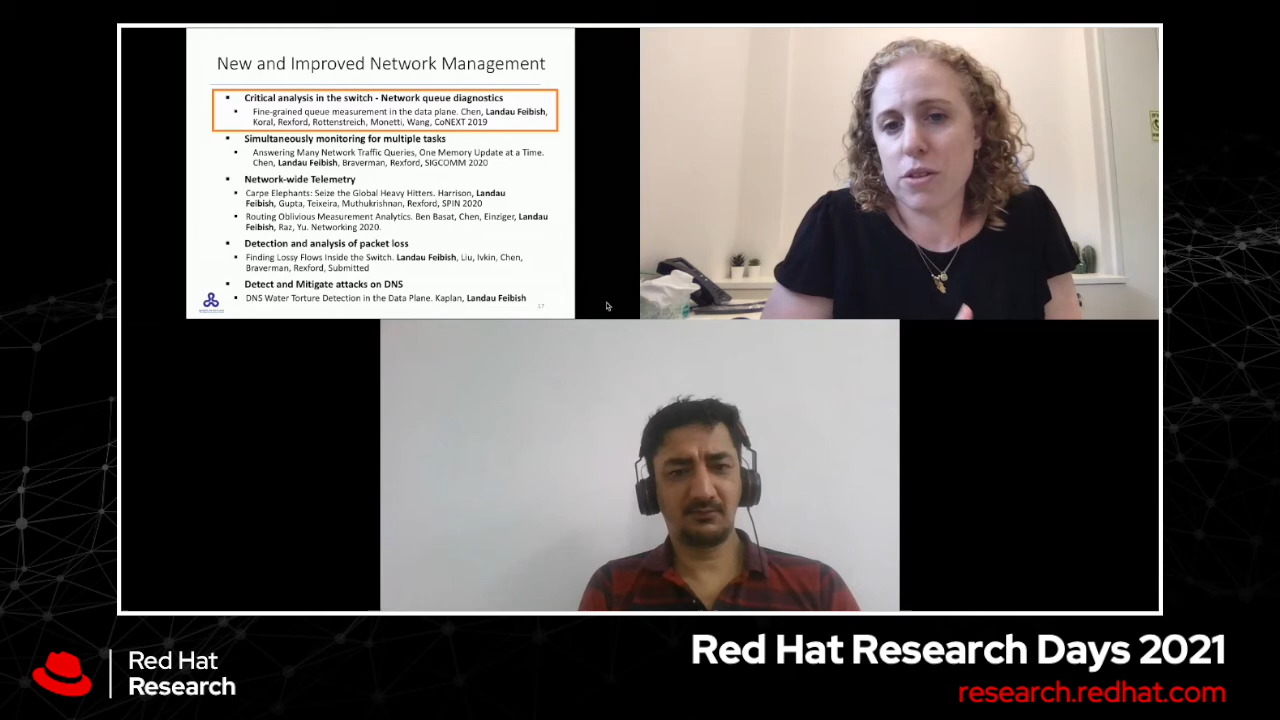 New and Improved Network Management
▪ Critical analysis in the switch - Network queue diagnostics
▪ Fine-grained queue measurement in the data plane. Chen, Landau Feibish,
Koral, Rexford, Rottenstreich, Monetti, Wang, CoNEXT 2019
▪ Simultaneously monitoring for multiple tasks
▪ Answering Many Network Traffic Queries, One Memory Update at a Time.
Chen, Landau Feibish, Braverman, Rexford, SIGCOMM 2020
▪ Network-wide Telemetry
▪ Carpe Elephants: Seize the Global Heavy Hitters. Harrison, Landau
Feibish, Gupta, Teixeira, Muthukrishnan, Rexford, SPIN 2020
▪ Routing Oblivious Measurement Analytics. Ben Basat, Chen, Einziger, Landau
Feibish, Raz, Yu. Networking 2020.
▪ Detection and analysis of packet loss
▪ Finding Lossy Flows Inside the Switch. Landau Feibish, Liu, Ivkin, Chen,
Braverman, Rexford, Submitted
▪ Detect and Mitigate attacks on DNS
▪ DNS Water Torture Detection in the Data Plane. Kaplan, Landau Feibish
17
Red Hat
Research
Red Hat Research Days 2021
research.redhat.com